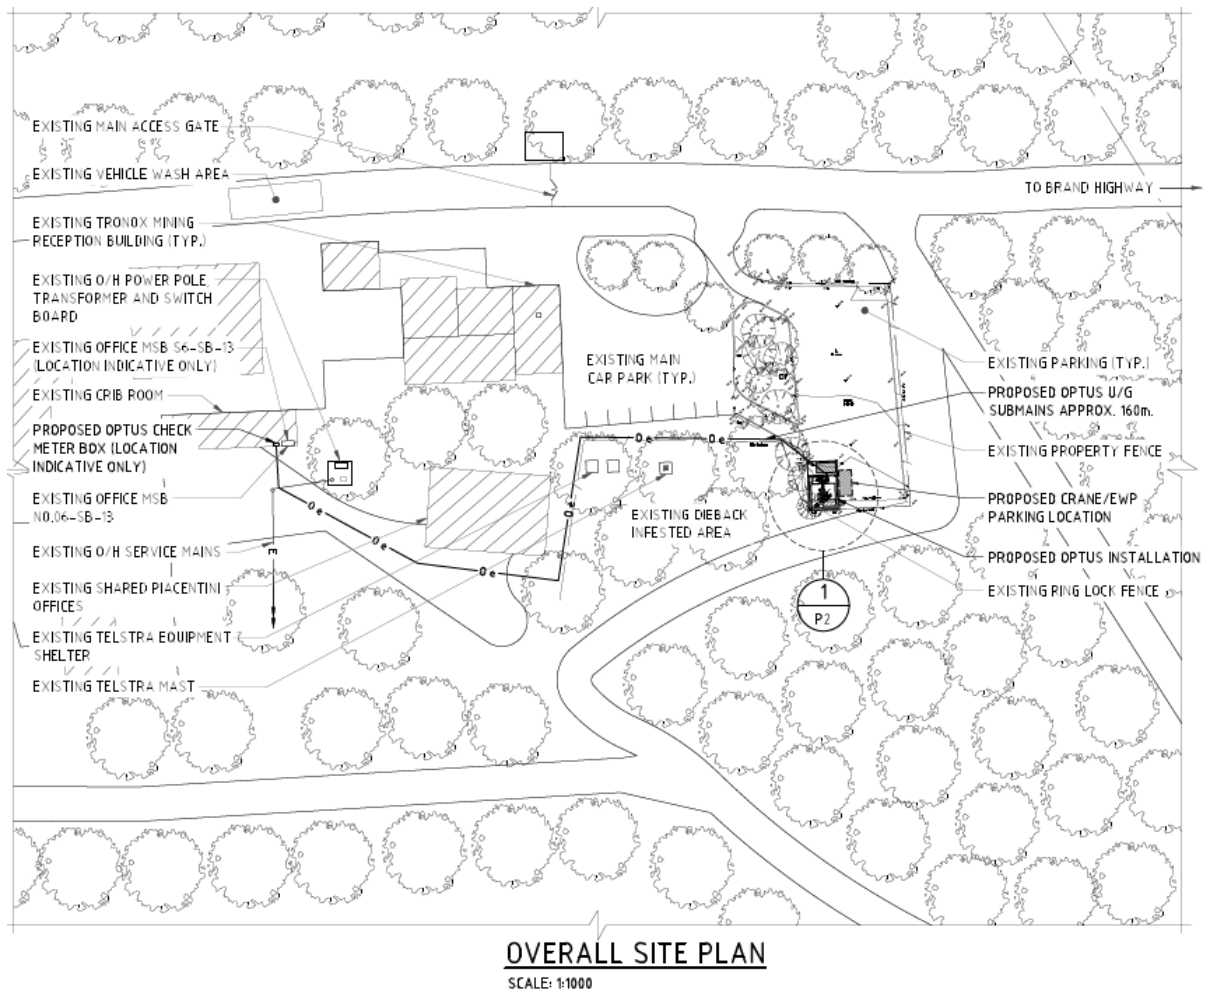 EXISTING MAIN ACCESS GATE
EXISTING VEHICLE WASH AREA
TO BRAND HIGHWAY
EXISTING TRONOX MINING
RECEPTION BUILDING (TYP.)
EXISTING O/H POWER POLE,
TRANSFORMER AND SWITCH
BOARD
EXISTING OFFICE MSB S6-SB-13
(LOCATION INDICATIVE ONLY)
EXISTING CRIB ROOM
PROPOSED OPTUS CHECK
METER BOX (LOCATION
INDICATIVE ONLY)
EXISTING OFFICE MSB
NO.06-SB-13
EXISTING O/H SERVICE MAINS
EXISTING SHARED PIACENTINI
OFFICES
EXISTING TELSTRA EQUIPMENT
SHELTER
EXISTING TELSTRA MAST
EXISTING MAIN
CAR PARK (TYP.)
EXISTING DIEBACK
INFESTED AREA
EXISTING PARKING (TYP.)
PROPOSED OPTUS U/G
SUBMAINS APPROX. 160m.
EXISTING PROPERTY FENCE
PROPOSED CRANE/EWP
PARKING LOCATION
PROPOSED OPTUS INSTALLATION
EXISTING RING LOCK FENCE
1
P2
OVERALL SITE PLAN
SCALE: 1:1000